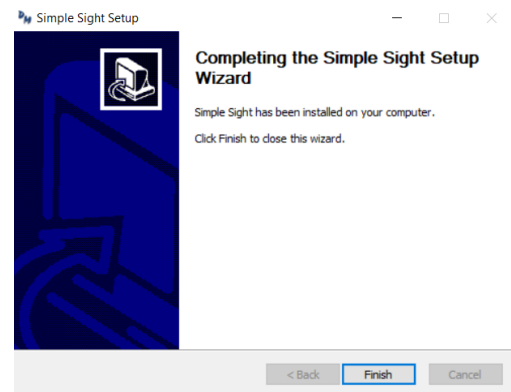 DM Simple Sight Setup
Completing the Simple Sight Setup
Wizard
Simple Sight has been installed on your computer.
Click Finish to close this wizard.
< Back Finish Cancel